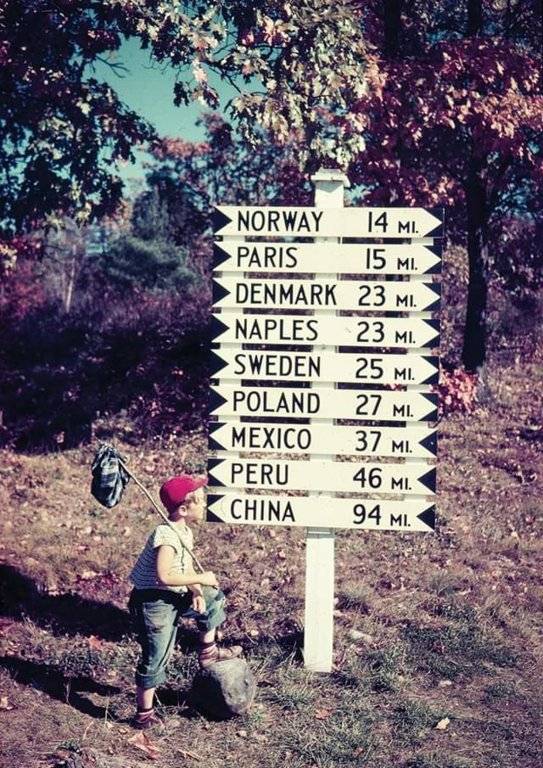 NORWAY 14 MI.
PARIS 15 MI.
DENMARK 23 MI.
NAPLES 23 MI.
SWEDEN 25 MI.
POLAND 27 MI.
MEXICO 37 MI.
PERU 46 MI.
CHINA 94 MI.